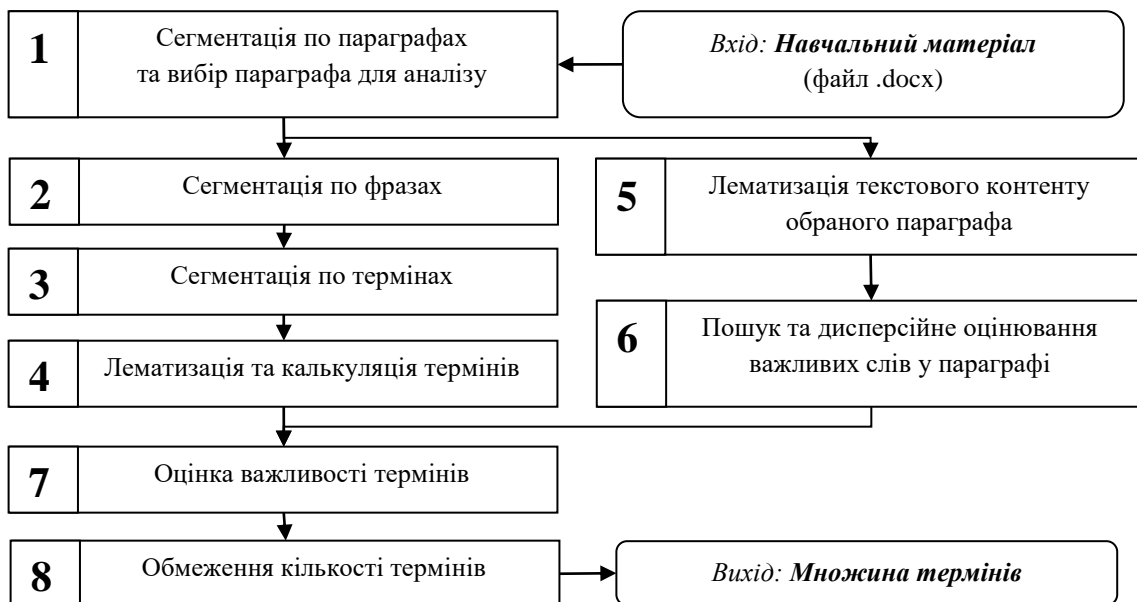 1
Сегментація по параграфах
та вибір параграфа для аналізу
Вхід: Навчальний матеріал
(файл .docx)
2
Сегментація по фразах
5
Лематизація текстового контенту
обраного параграфа
3
Сегментація по термінах
6
Пошук та дисперсійне оцінювання
важливих слів у параграфі
4
Лематизація та калькуляція термінів
7
Оцінка важливості термінів
8
Обмеження кількості термінів
Вихід: Множина термінів